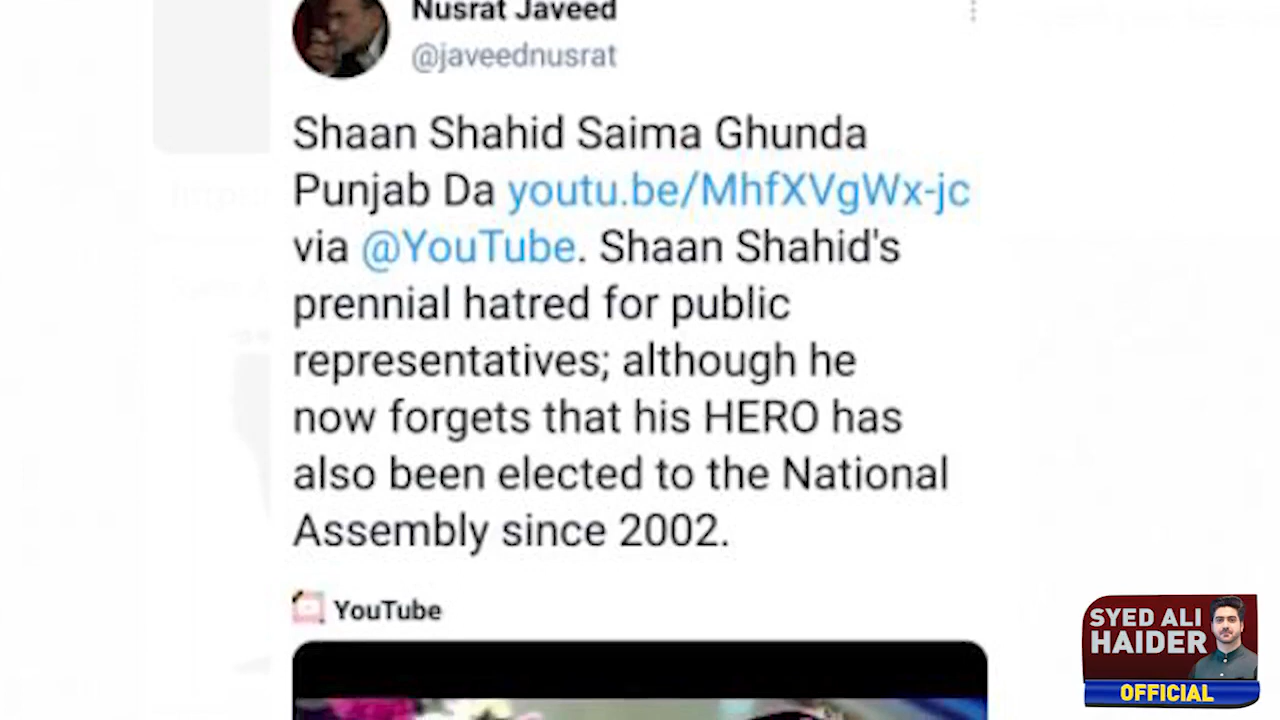 Nusrat Javeed
@javeednusrat
Shaan Shahid Saima Ghunda
Punjab Da youtu.be/MhfXVgWx-jc
via @YouTube. Shaan Shahid's
prennial hatred for public
representatives; although he
now forgets that his HERO has
also been elected to the National
Assembly since 2002.
YouTube
SYED ALI
HAIDER
OFFICIAL